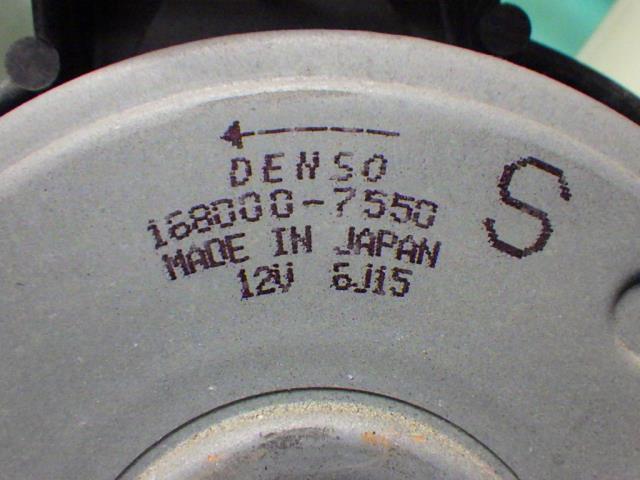 DENSO
S
168000-7550
MADE IN JAPAN
12V 6J15